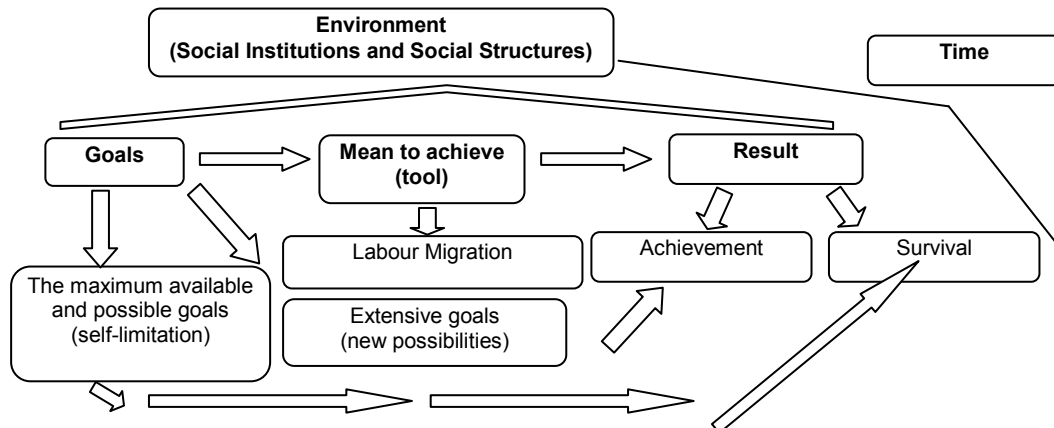 Environment
(Social Institutions and Social Structures)
Time
Goals
Mean to achieve
(tool)
Result
Labour Migration
Achievement
Survival
The maximum available
and possible goals
(self-limitation)
Extensive goals
(new possibilities)